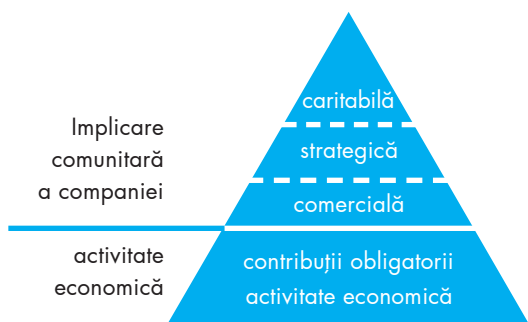 caritabilă
strategică
comercială
Implicare
comunitară
a companiei
activitate
economică
contribuții obligatorii
activitate economică